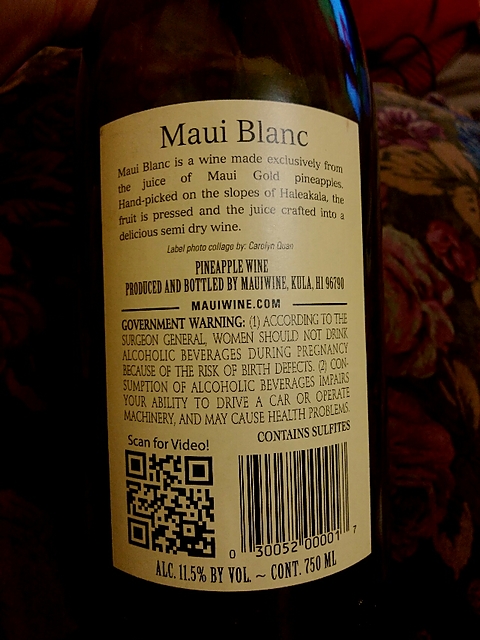 Maui Blanc
Maui Blanc is a wine made exclusively from
the juice of Maui Gold pineapples.
Hand-picked on the slopes of Haleakala, the
fruit is pressed and the juice crafted into a
delicious semi dry wine.
Label photo collage by: Carolyn Quan
PINEAPPLE WINE
PRODUCED AND BOTTLED BY MAUIWINE, KULA, HI 96790
MAUIWINE.COM
GOVERNMENT WARNING: (1) ACCORDING TO THE
SURGEON GENERAL, WOMEN SHOULD NOT DRINK
ALCOHOLIC BEVERAGES DURING PREGNANCY
BECAUSE OF THE RISK OF BIRTH DEFECTS. (2) CON-
SUMPTION OF ALCOHOLIC BEVERAGES IMPAIRS
YOUR ABILITY TO DRIVE A CAR OR OPERATE
MACHINERY, AND MAY CAUSE HEALTH PROBLEMS.
CONTAINS SULFITES
Scan for Video!
0 30052 00001 7
ALC. 11.5% BY VOL. ~ CONT. 750 ML